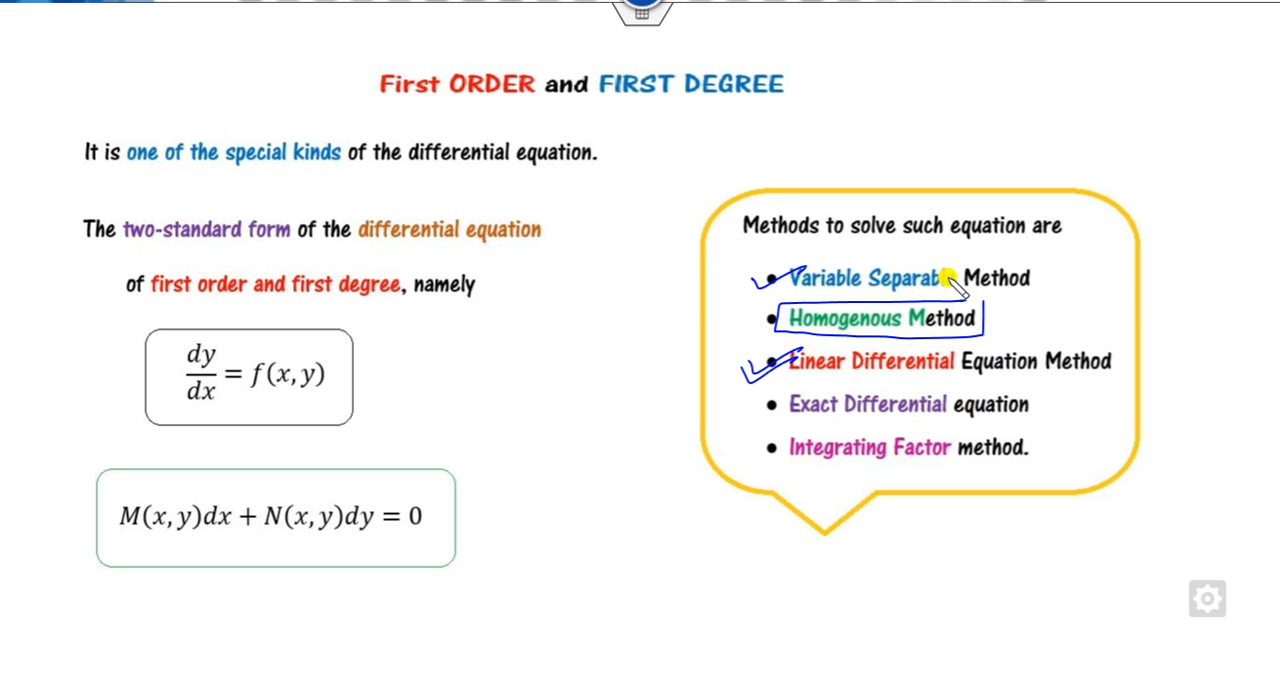 First ORDER and FIRST DEGREE
It is one of the special kinds of the differential equation.
The two-standard form of the differential equation
of first order and first degree, namely
dy/dx = f(x, y)
M(x, y)dx + N(x, y)dy = 0
Methods to solve such equation are
• Variable Separab Method
• Homogenous Method
• Linear Differential Equation Method
• Exact Differential equation
• Integrating Factor method.